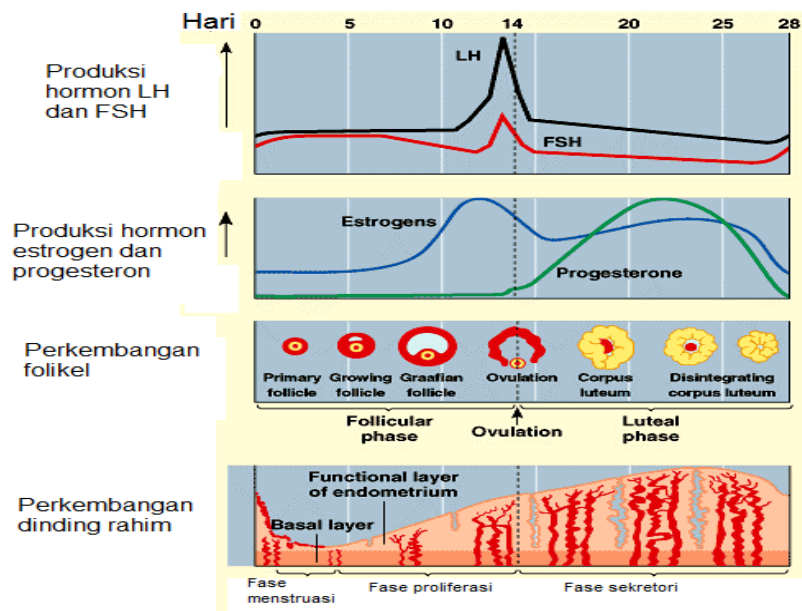 Hari 0 5 10 14 20 25 28
Produksi
hormon LH
dan FSH
LH
FSH
Produksi hormon
estrogen dan
progesteron
Estrogens
Progesterone
Perkembangan
folikel
Primary
follicle
Growing
follicle
Graafian
follicle
Ovulation
Corpus
luteum
Disintegrating
corpus luteum
Follicular
phase
Ovulation
Luteal
phase
Perkembangan
dinding rahim
Functional layer
of endometrium
Basal layer
Fase
menstruasi
Fase proliferasi
Fase sekretori